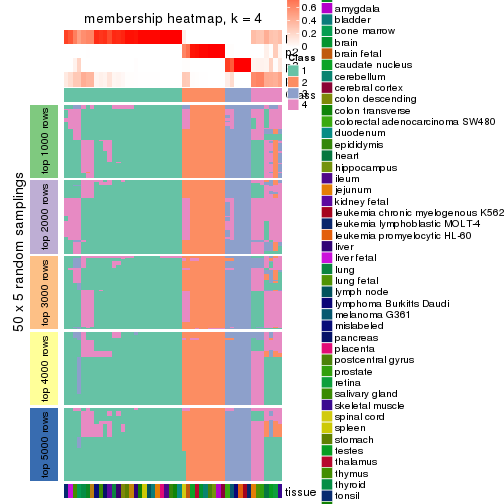 membership heatmap, k = 4
p2
0.6
0.4
0.2
0
Class
1
2
3
4
50 x 5 random samplings
top 1000 rows
top 2000 rows
top 3000 rows
top 4000 rows
top 5000 rows
tissue
amygdala
bladder
bone marrow
brain
brain fetal
caudate nucleus
cerebellum
cerebral cortex
colon descending
colon transverse
colorectal adenocarcinoma SW480
duodenum
epididymis
heart
hippocampus
ileum
jejunum
kidney fetal
leukemia chronic myelogenous K562
leukemia lymphoblastic MOLT-4
leukemia promyelocytic HL-60
liver
liver fetal
lung
lung fetal
lymph node
lymphoma Burkitts Daudi
melanoma G361
mislabeled
pancreas
placenta
postcentral gyrus
prostate
retina
salivary gland
skeletal muscle
spinal cord
spleen
stomach
testes
thalamus
thymus
thyroid
tonsil